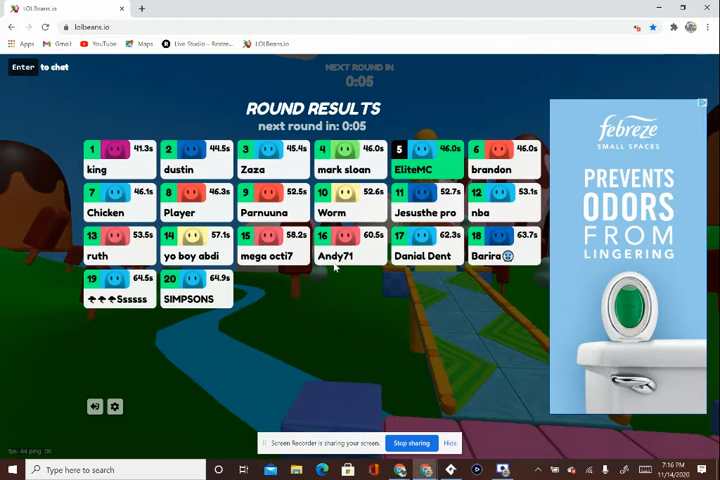 LOLBeans.io
lolbeans.io
Apps Gmail YouTube Maps Live Studio – Restre... LOLBeans.io
Enter to chat
NEXT ROUND IN
0:05
ROUND RESULTS
next round in: 0:05
1 41.3s king
2 44.5s dustin
3 45.4s Zaza
4 46.0s mark sloan
5 46.0s EliteMC
6 46.0s brandon
7 46.1s Chicken
8 46.3s Player
9 52.5s Parnuuna
10 52.6s Worm
11 52.7s Jesusthe pro
12 53.1s nba
13 53.5s ruth
14 57.1s yo boy abdi
15 58.2s mega octi7
16 60.5s Andy71
17 62.3s Danial Dent
18 63.7s Barira🥶
19 64.5s 🌩🌩🌩Ssssss
20 64.9s SIMPSONS
febreze
SMALL SPACES
PREVENTS
ODORS
FROM
LINGERING
fps: 44 ping: 36
Screen Recorder is sharing your screen. Stop sharing Hide
Type here to search
7:16 PM
11/14/2020